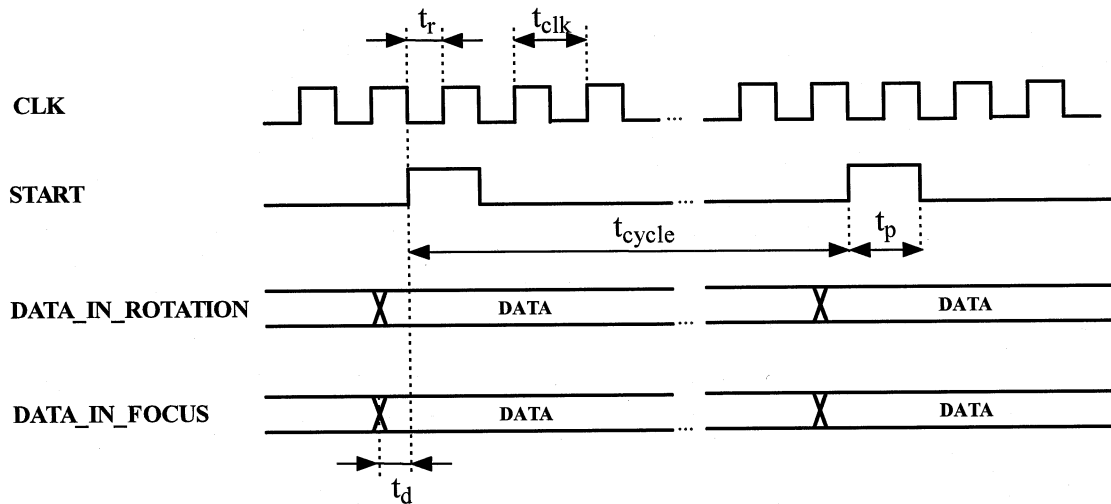 t_r
t_clk
CLK
...
START
...
t_cycle
t_p
DATA_IN_ROTATION
DATA
...
DATA
DATA_IN_FOCUS
DATA
...
DATA
t_d